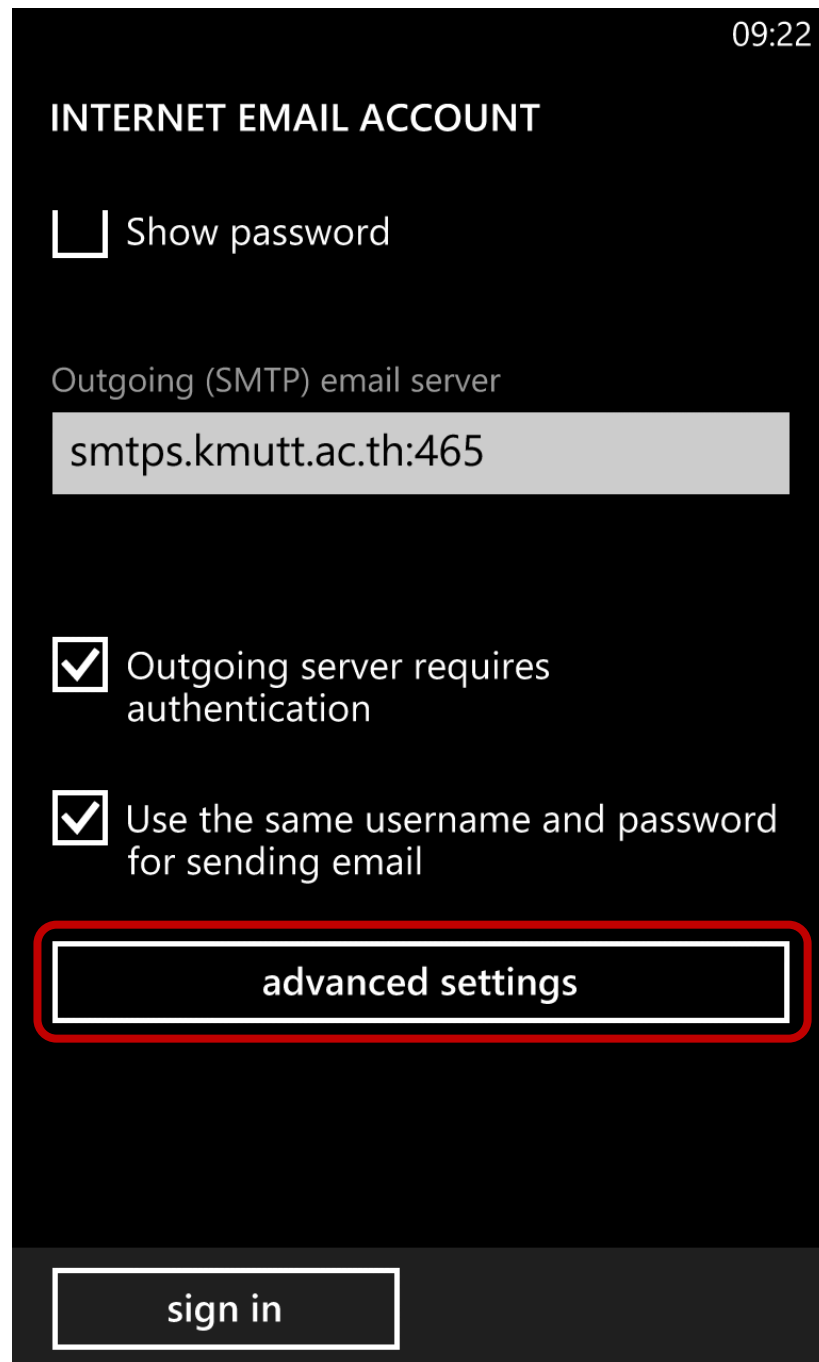 09:22
INTERNET EMAIL ACCOUNT
Show password
Outgoing (SMTP) email server
smtps.kmutt.ac.th:465
Outgoing server requires
authentication
Use the same username and password
for sending email
advanced settings
sign in